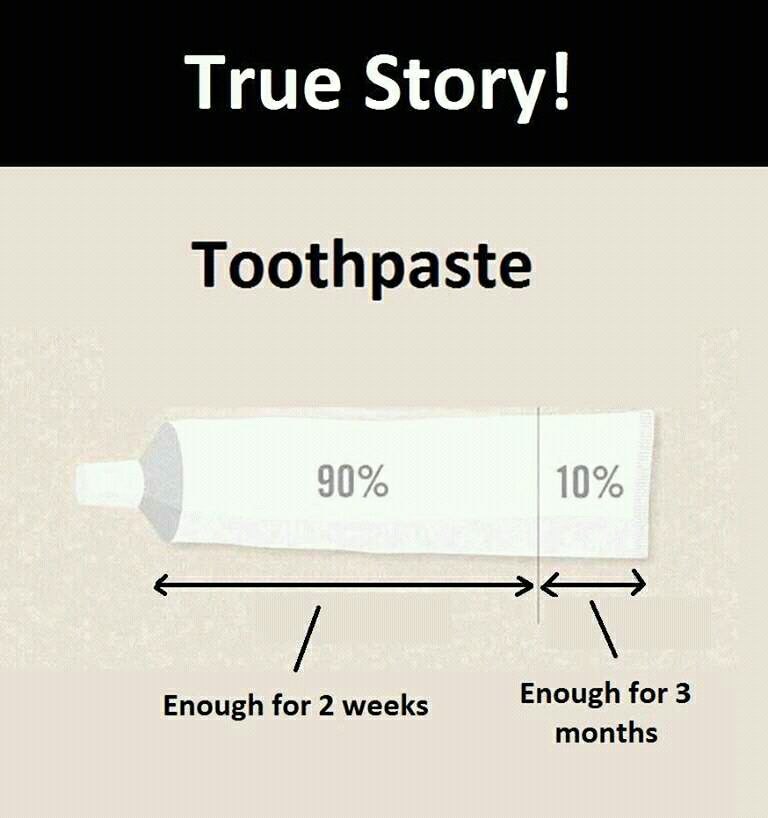 True Story!
Toothpaste
90%
10%
Enough for 2 weeks
Enough for 3
months